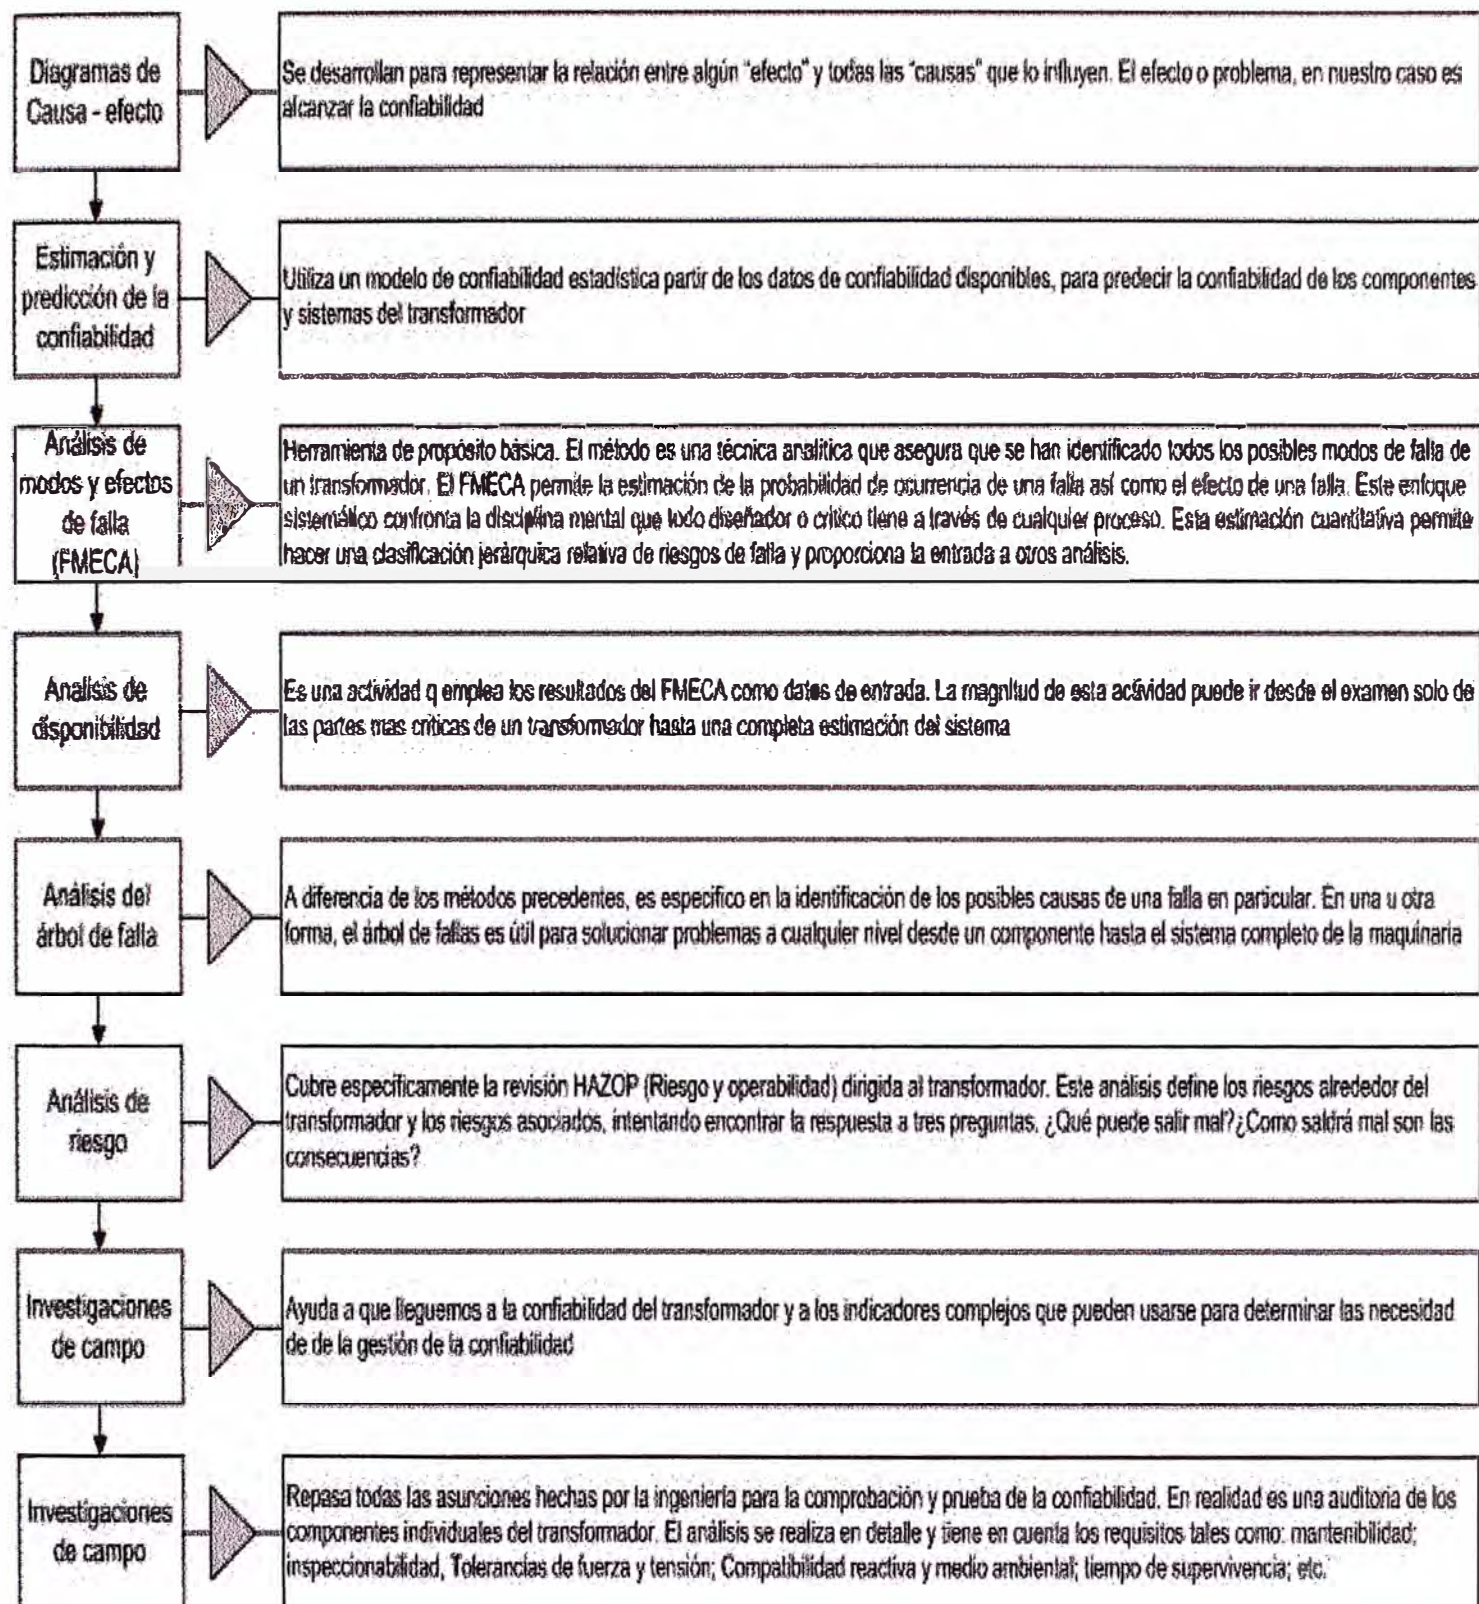 Diagramas de
Causa - efecto
Se desarrollan para representar la relación entre algún "efecto" y todas las "causas" que lo influyen. El efecto o problema, en nuestro caso es
alcanzar la confiabilidad
Estimación y
predicción de la
confiabilidad
Utiliza un modelo de confiabilidad estadística partir de los datos de confiabilidad disponibles, para predecir la confiabilidad de los componentes
y sistemas del transformador
Análisis de
modos y efectos
de falla
(FMECA)
Herramienta de propósito básica. El método es una técnica analítica que asegura que se han identificado todos los posibles modos de falla de
un transformador. El FMECA permite la estimación de la probabilidad de ocurrencia de una falla así como el efecto de una falla. Este enfoque
sistemático confronta la disciplina mental que todo diseñador o crítico tiene a través de cualquier proceso. Esta estimación cuantitativa permite
hacer una clasificación jerárquica relativa de riesgos de falla y proporciona la entrada a otros análisis.
Analisis de
disponibilidad
Es una actividad q emplea los resultados del FMECA como datos de entrada. La magnitud de esta actividad puede ir desde el examen solo de
las partes mas críticas de un transformador hasta una completa estimación del sistema
Análisis del
árbol de falla
A diferencia de los métodos precedentes, es especifico en la identificación de los posibles causas de una falla en particular. En una u otra
forma, el árbol de fallas es útil para solucionar problemas a cualquier nivel desde un componente hasta el sistema completo de la maquinaria
Análisis de
riesgo
Cubre específicamente la revisión HAZOP (Riesgo y operabilidad) dirigida al transformador. Este análisis define los riesgos alrededor del
transformador y los riesgos asociados, intentando encontrar la respuesta a tres preguntas. ¿Qué puede salir mal?¿Como saldrá mal son las
consecuencias?
Investigaciones
de campo
Ayuda a que lleguemos a la confiabilidad del transformador y a los indicadores complejos que pueden usarse para determinar las necesidad
de de la gestión de la confiabilidad
Investigaciones
de campo
Repasa todas las asunciones hechas por la ingeniería para la comprobación y prueba de la confiabilidad. En realidad es una auditoria de los
componentes individuales del transformador. El análisis se realiza en detalle y tiene en cuenta los requisitos tales como: mantenibilidad;
inspeccionabilidad, Tolerancias de fuerza y tensión; Compatibilidad reactiva y medio ambiental; tiempo de supervivencia; etc.